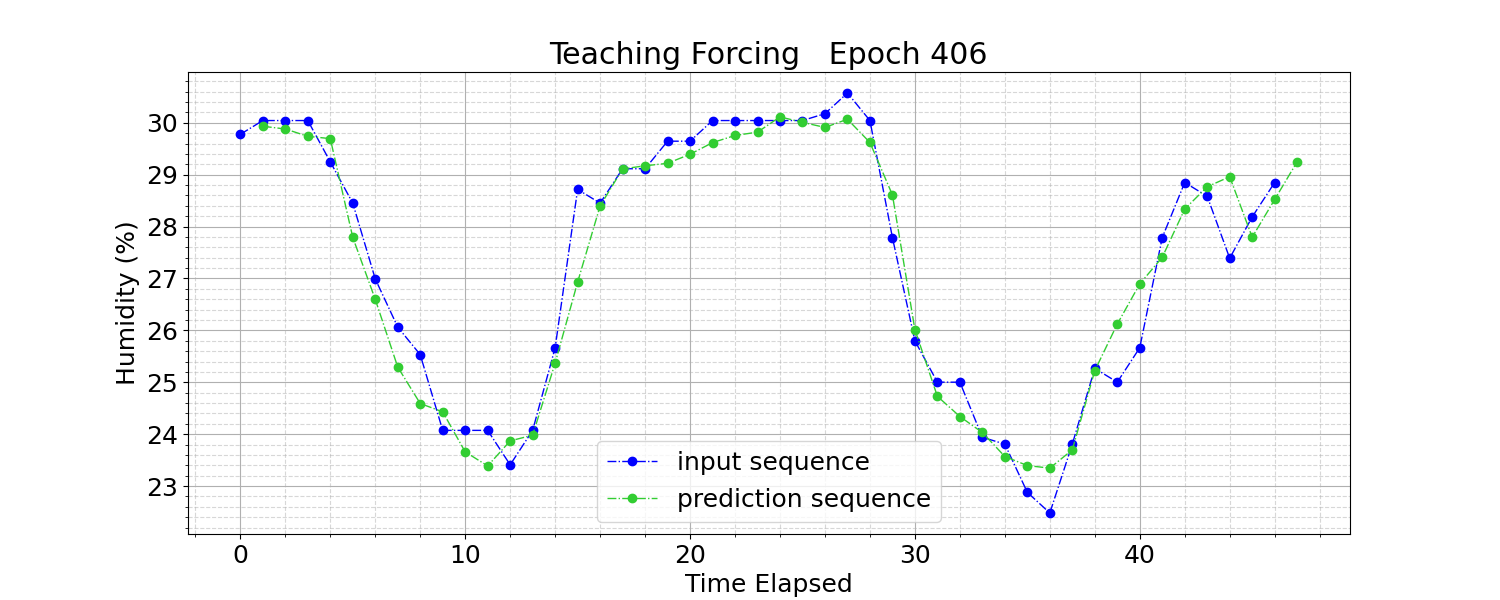 Teaching Forcing   Epoch 406
Humidity (%)
30
29
28
27
26
25
24
23
input sequence
prediction sequence
0 10 20 30 40
Time Elapsed